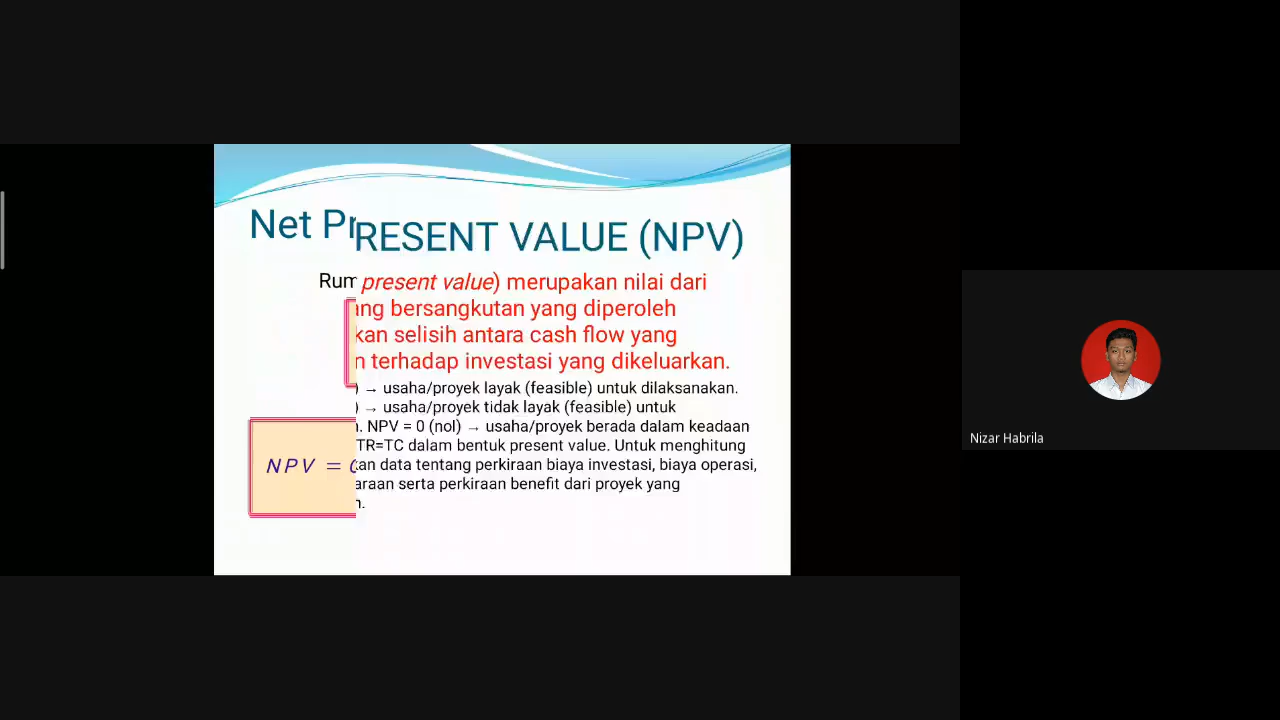 Net Pr
RESENT VALUE (NPV)
Rum
present value) merupakan nilai dari
ang bersangkutan yang diperoleh
kan selisih antara cash flow yang
n terhadap investasi yang dikeluarkan.
) → usaha/proyek layak (feasible) untuk dilaksanakan.
) → usaha/proyek tidak layak (feasible) untuk
n. NPV = 0 (nol) → usaha/proyek berada dalam keadaan
TR=TC dalam bentuk present value. Untuk menghitung
kan data tentang perkiraan biaya investasi, biaya operasi,
araan serta perkiraan benefit dari proyek yang
n.
NPV =
Nizar Habrila